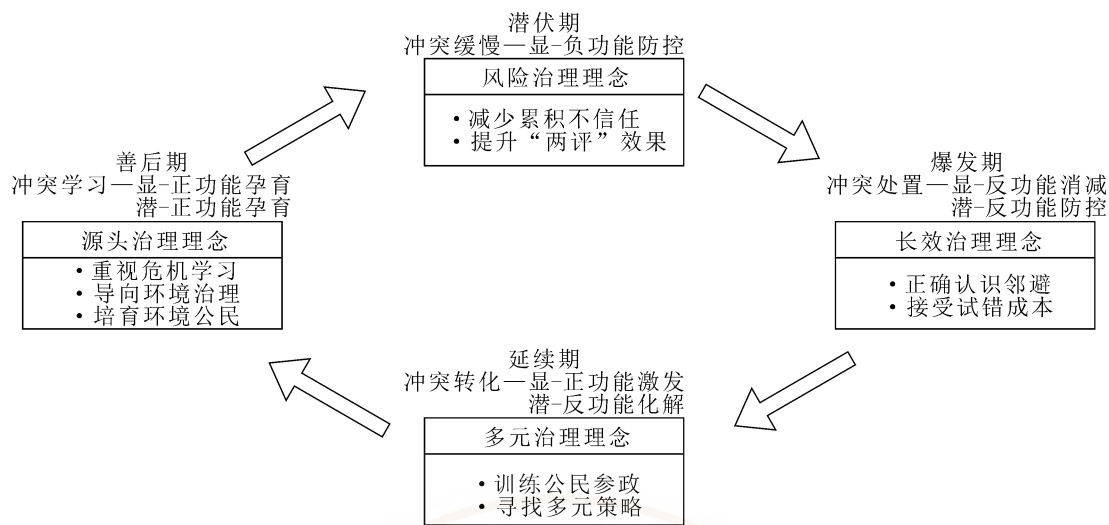 潜伏期
冲突缓慢—显-负功能防控
风险治理理念
·减少累积不信任
·提升“两评”效果
爆发期
冲突处置—显-反功能消减
潜-反功能防控
长效治理理念
·正确认识邻避
·接受试错成本
延续期
冲突转化—显-正功能激发
潜-反功能化解
多元治理理念
·训练公民参政
·寻找多元策略
善后期
冲突学习—显-正功能孕育
潜-正功能孕育
源头治理理念
·重视危机学习
·导向环境治理
·培育环境公民